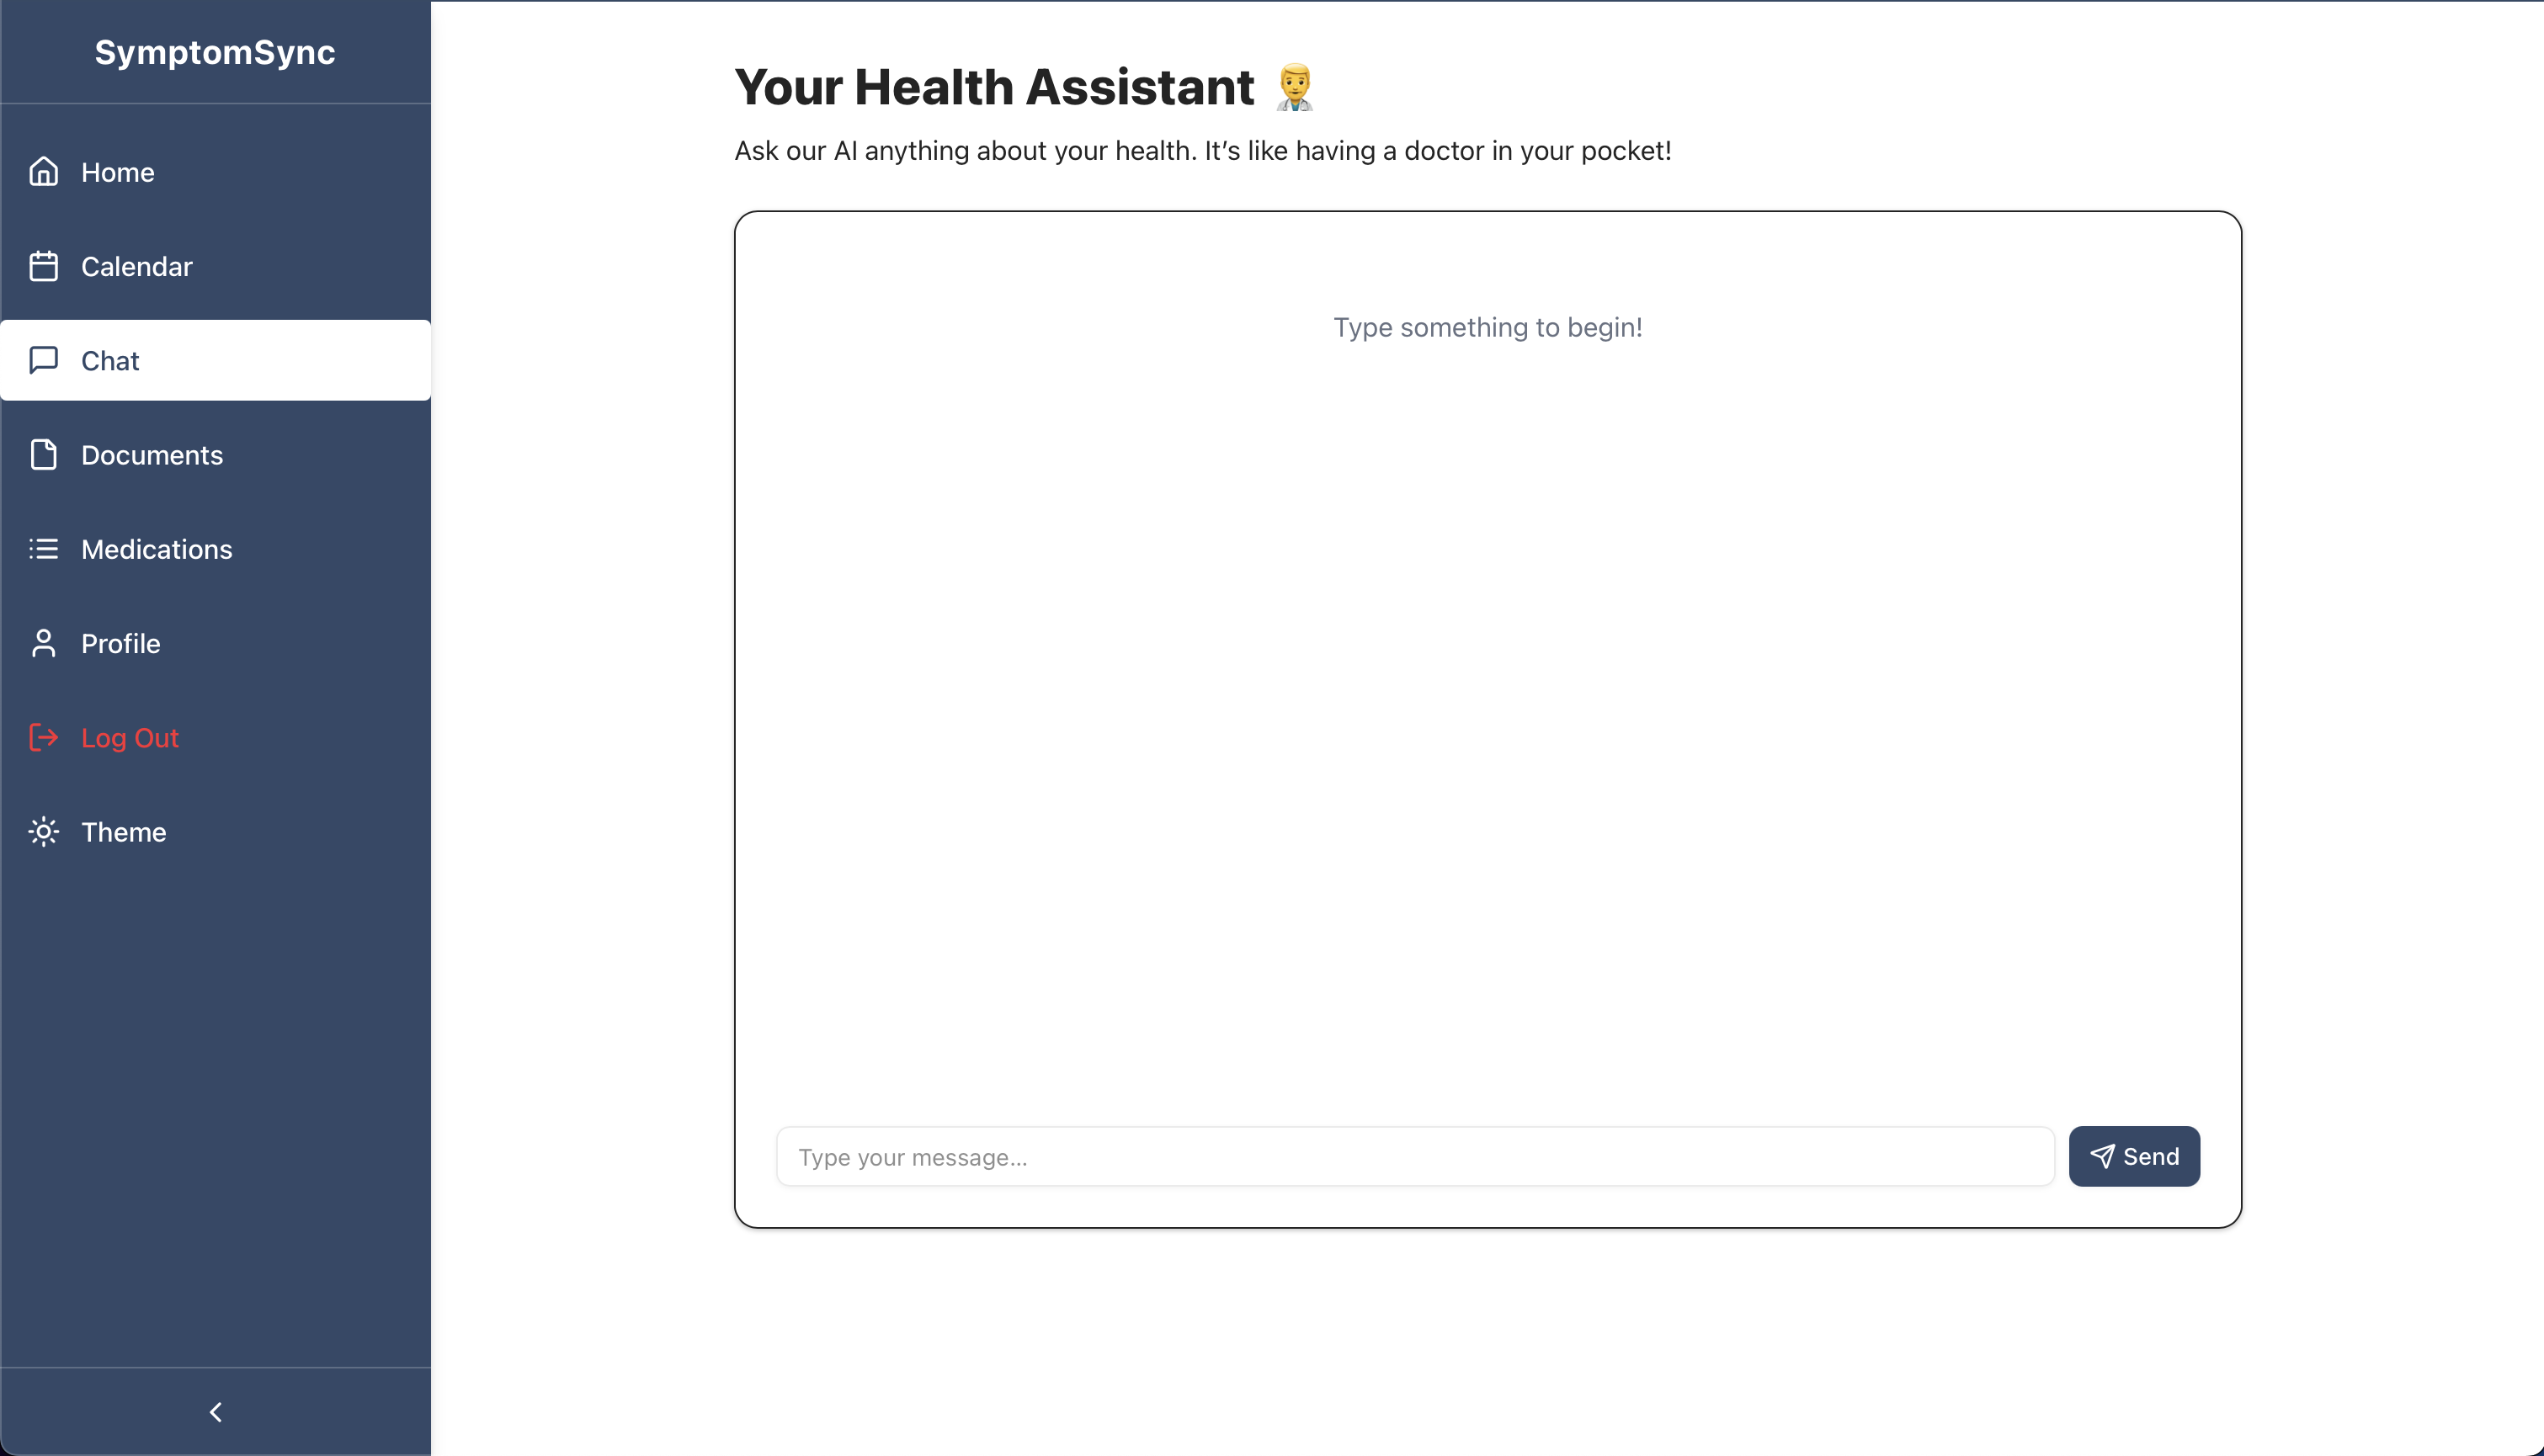 SymptomSync
Home
Calendar
Chat
Documents
Medications
Profile
Log Out
Theme
Your Health Assistant 👨‍⚕️
Ask our AI anything about your health. It’s like having a doctor in your pocket!
Type something to begin!
Type your message...
Send